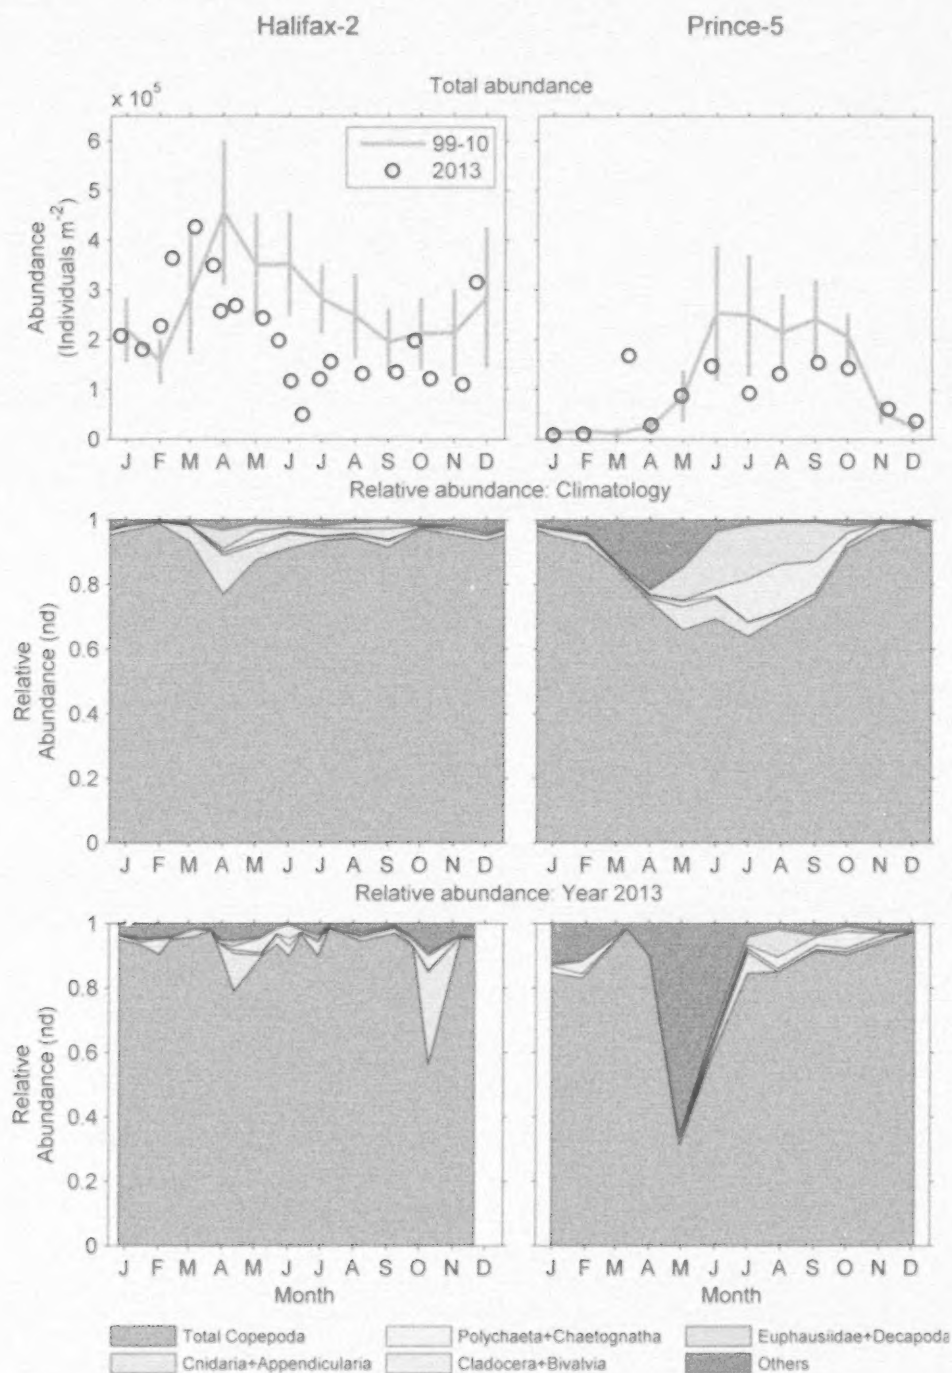 Halifax-2 Prince-5
Total abundance
x 10^5
6
5
4
3
2
1
0
Abundance
(Individuals m^-2)
99-10
2013
J F M A M J J A S O N D
J F M A M J J A S O N D
Relative abundance: Climatology
1
0.8
0.6
0.4
0.2
0
Relative
Abundance (nd)
J F M A M J J A S O N D
J F M A M J J A S O N D
Relative abundance: Year 2013
1
0.8
0.6
0.4
0.2
0
Relative
Abundance (nd)
J F M A M J J A S O N D
J F M A M J J A S O N D
Month Month
Total Copepoda Polychaeta+Chaetognatha Euphausiidae+Decapoda
Cnidaria+Appendicularia Cladocera+Bivalvia Others